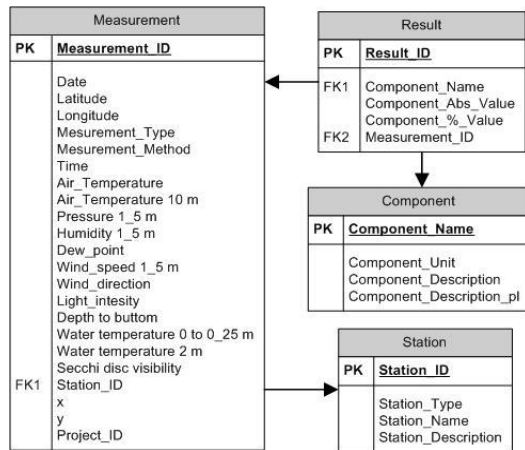 Measurement
PK Measurement_ID
Date
Latitude
Longitude
Mesurement_Type
Mesurement_Method
Time
Air_Temperature
Air_Temperature 10 m
Pressure 1_5 m
Humidity 1_5 m
Dew_point
Wind_speed 1_5 m
Wind_direction
Light_intesity
Depth to buttom
Water temperature 0 to 0_25 m
Water temperature 2 m
Secchi disc visibility
FK1 Station_ID
x
y
Project_ID
Result
PK Result_ID
FK1 Component_Name
Component_Abs_Value
Component_%_Value
FK2 Measurement_ID
Component
PK Component_Name
Component_Unit
Component_Description
Component_Description_pl
Station
PK Station_ID
Station_Type
Station_Name
Station_Description